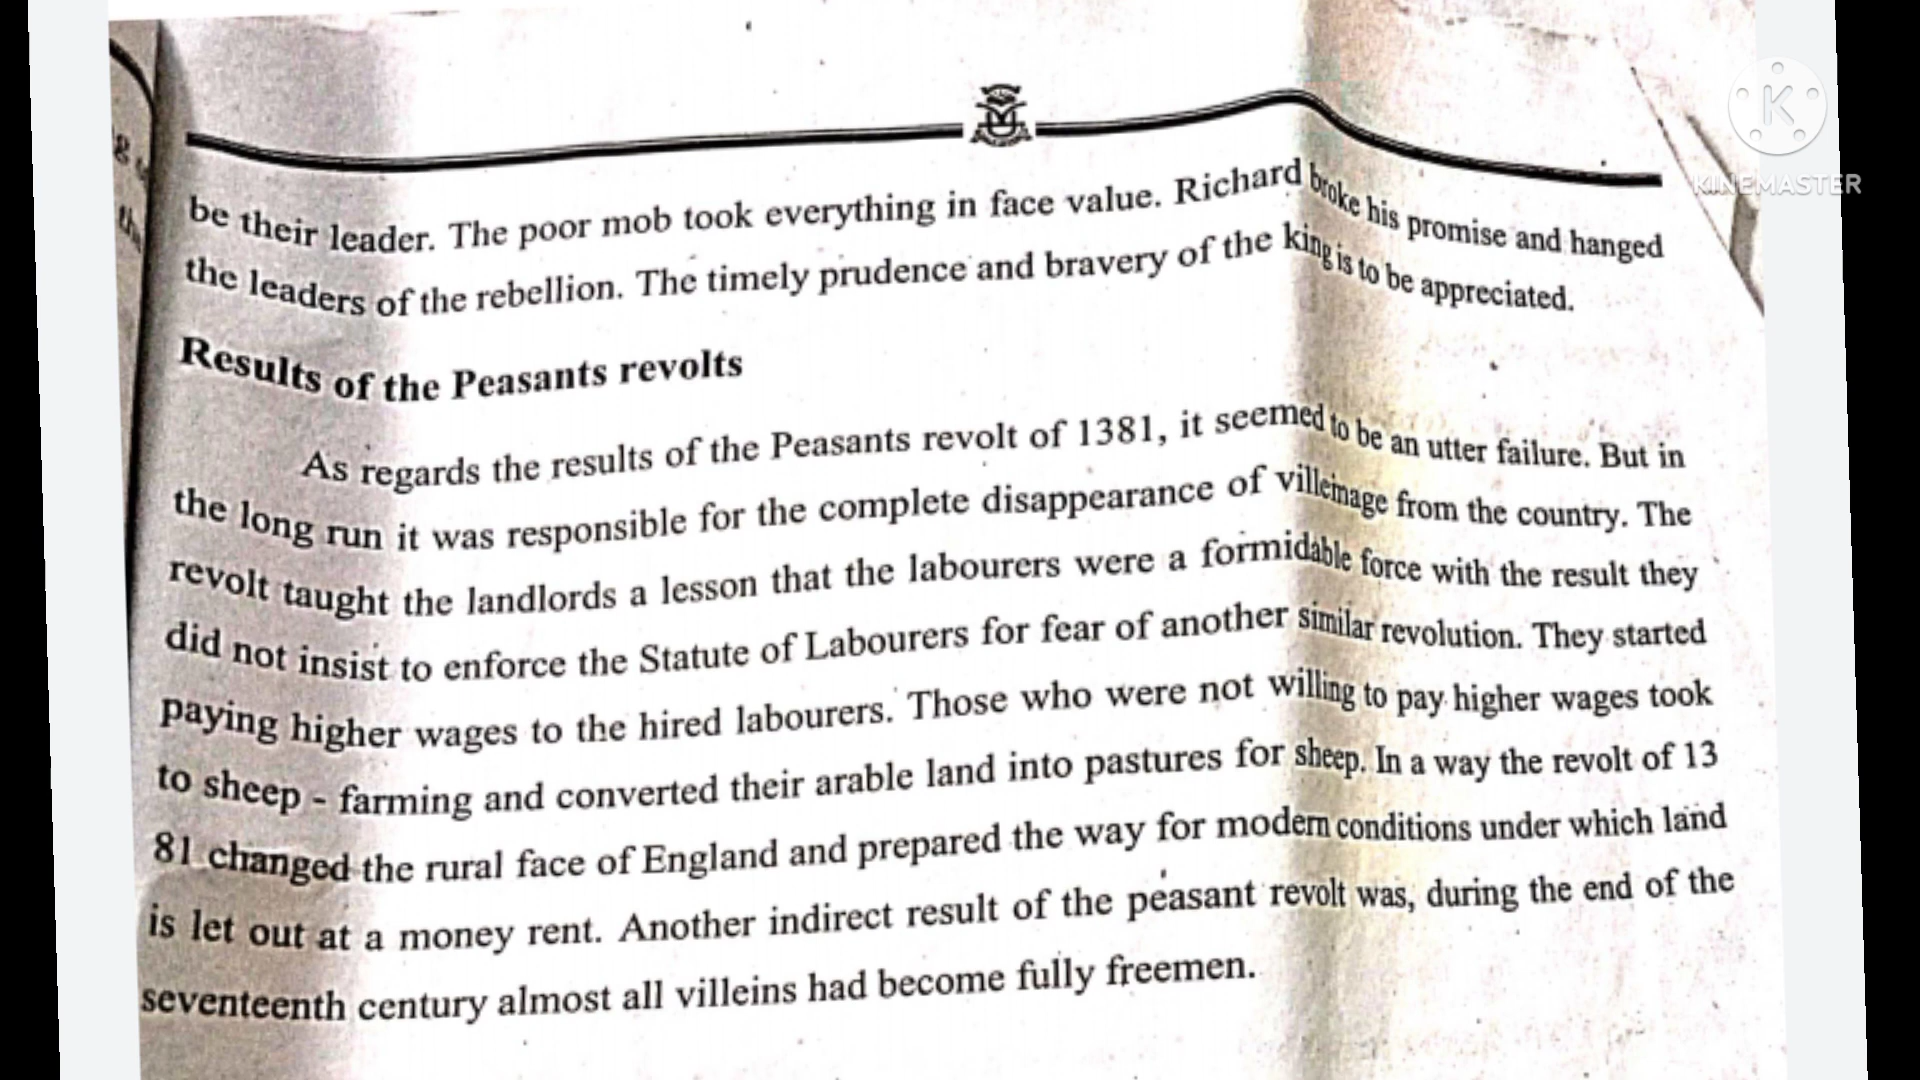 be their leader. The poor mob took everything in face value. Richard broke his promise and hanged
the leaders of the rebellion. The timely prudence and bravery of the king is to be appreciated.
Results of the Peasants revolts
As regards the results of the Peasants revolt of 1381, it seemed to be an utter failure. But in
the long run it was responsible for the complete disappearance of villeinage from the country. The
revolt taught the landlords a lesson that the labourers were a formidable force with the result they
did not insist to enforce the Statute of Labourers for fear of another similar revolution. They started
paying higher wages to the hired labourers. Those who were not willing to pay higher wages took
to sheep - farming and converted their arable land into pastures for sheep. In a way the revolt of 13
81 changed the rural face of England and prepared the way for modern conditions under which land
is let out at a money rent. Another indirect result of the peasant revolt was, during the end of the
seventeenth century almost all villeins had become fully freemen.
K
KINEMASTER